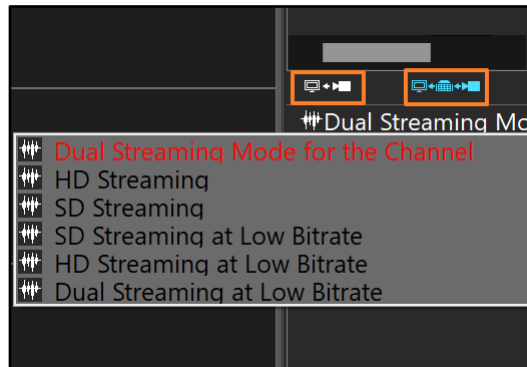 Dual Streaming Mo
Dual Streaming Mode for the Channel
HD Streaming
SD Streaming
SD Streaming at Low Bitrate
HD Streaming at Low Bitrate
Dual Streaming at Low Bitrate